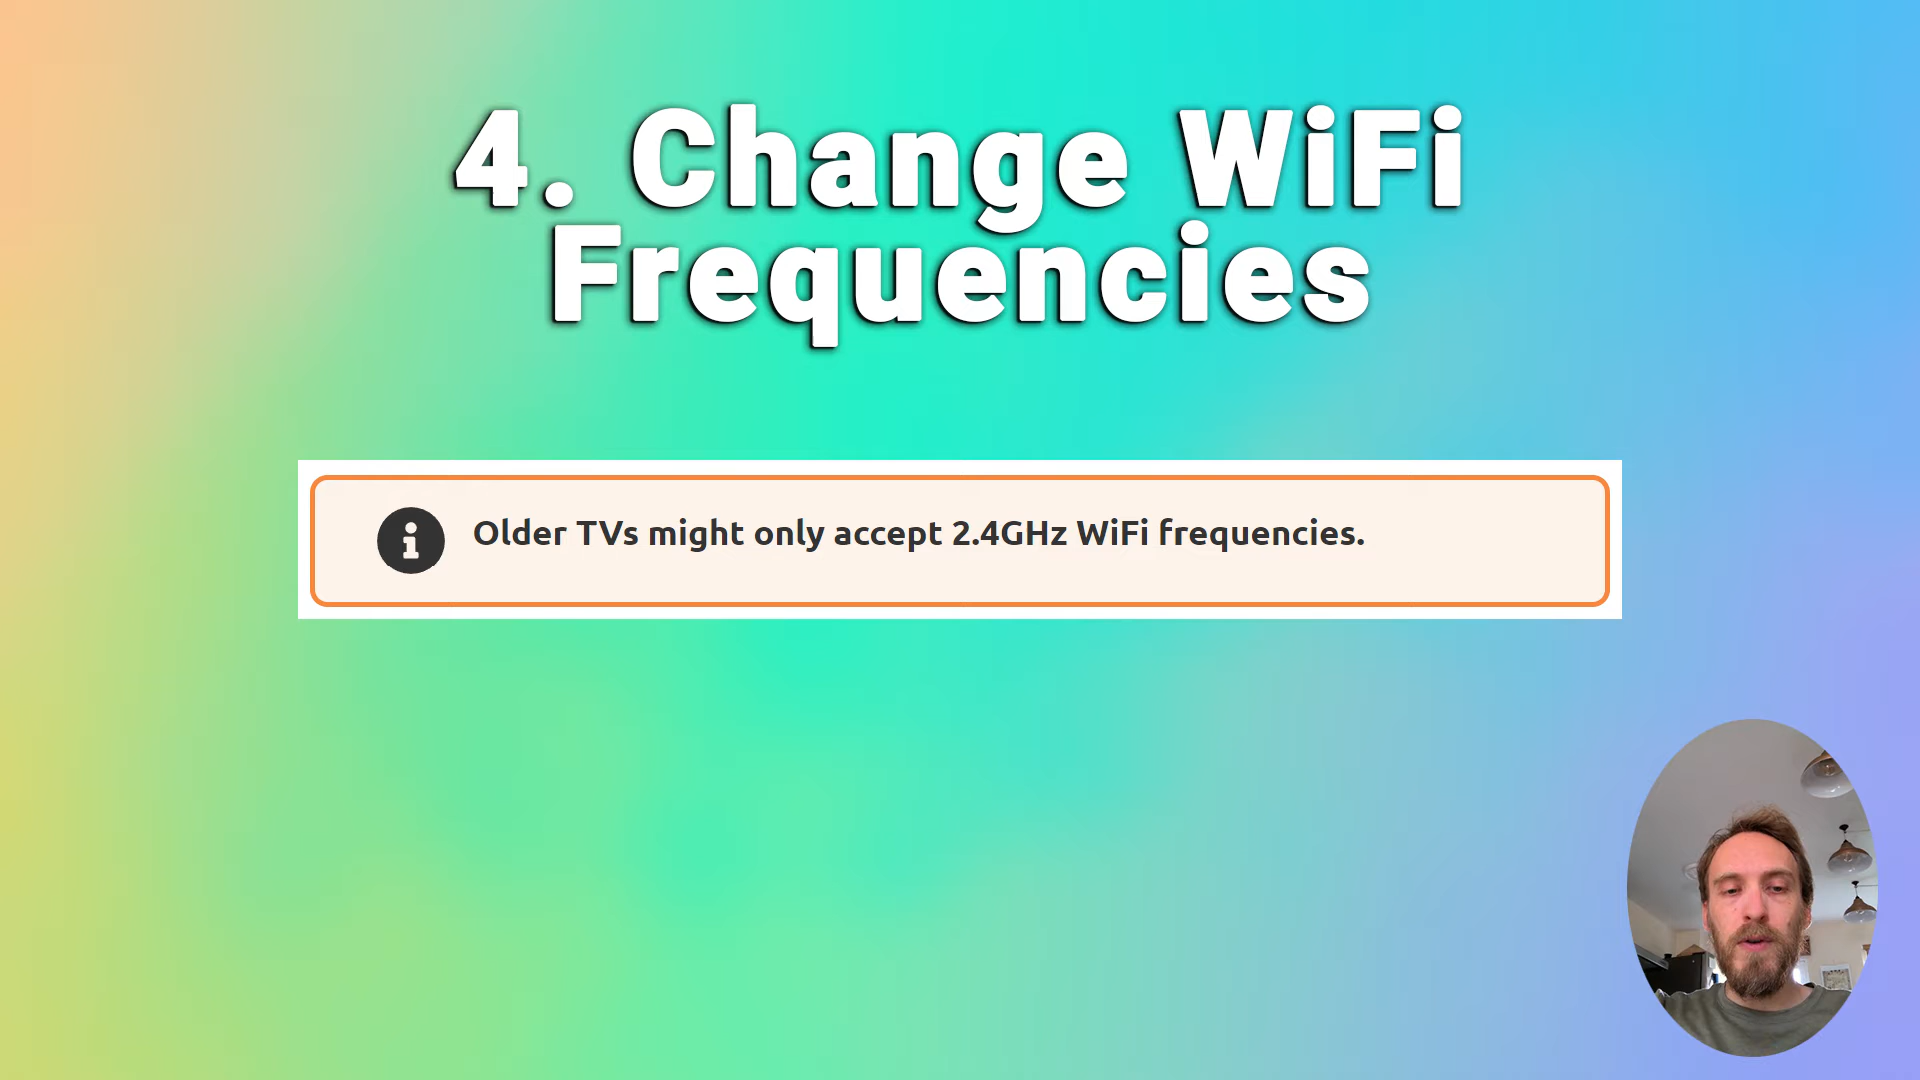 4. Change WiFi
Frequencies
Older TVs might only accept 2.4GHz WiFi frequencies.